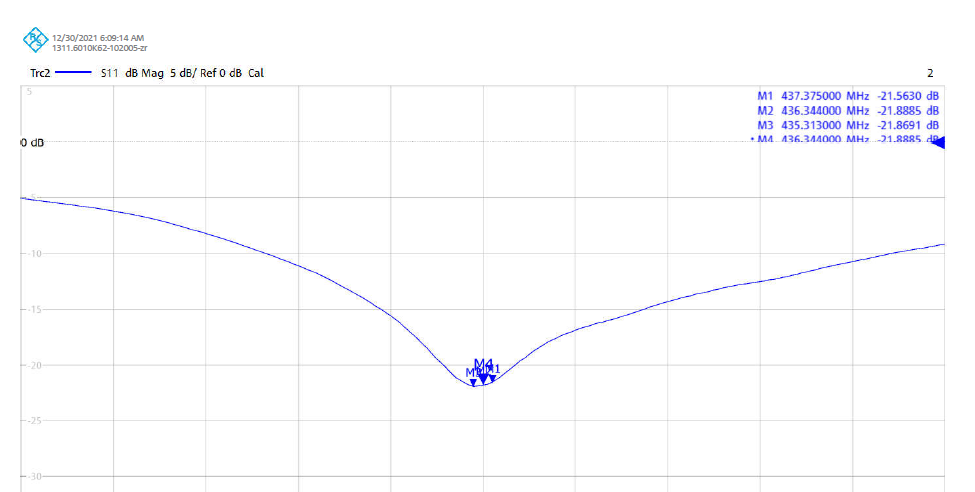 R/S
12/30/2021 6:09:14 AM
1311.6010K62-102005-zr
Trc2 S11 dB Mag 5 dB/ Ref 0 dB Cal 2
5
M1 437.375000 MHz -21.5630 dB
M2 436.344000 MHz -21.8885 dB
M3 435.313000 MHz -21.8691 dB
• M4 436.344000 MHz -21.8885 dB
0 dB
-5
-10
-15
-20
M4
M1
-25
-30